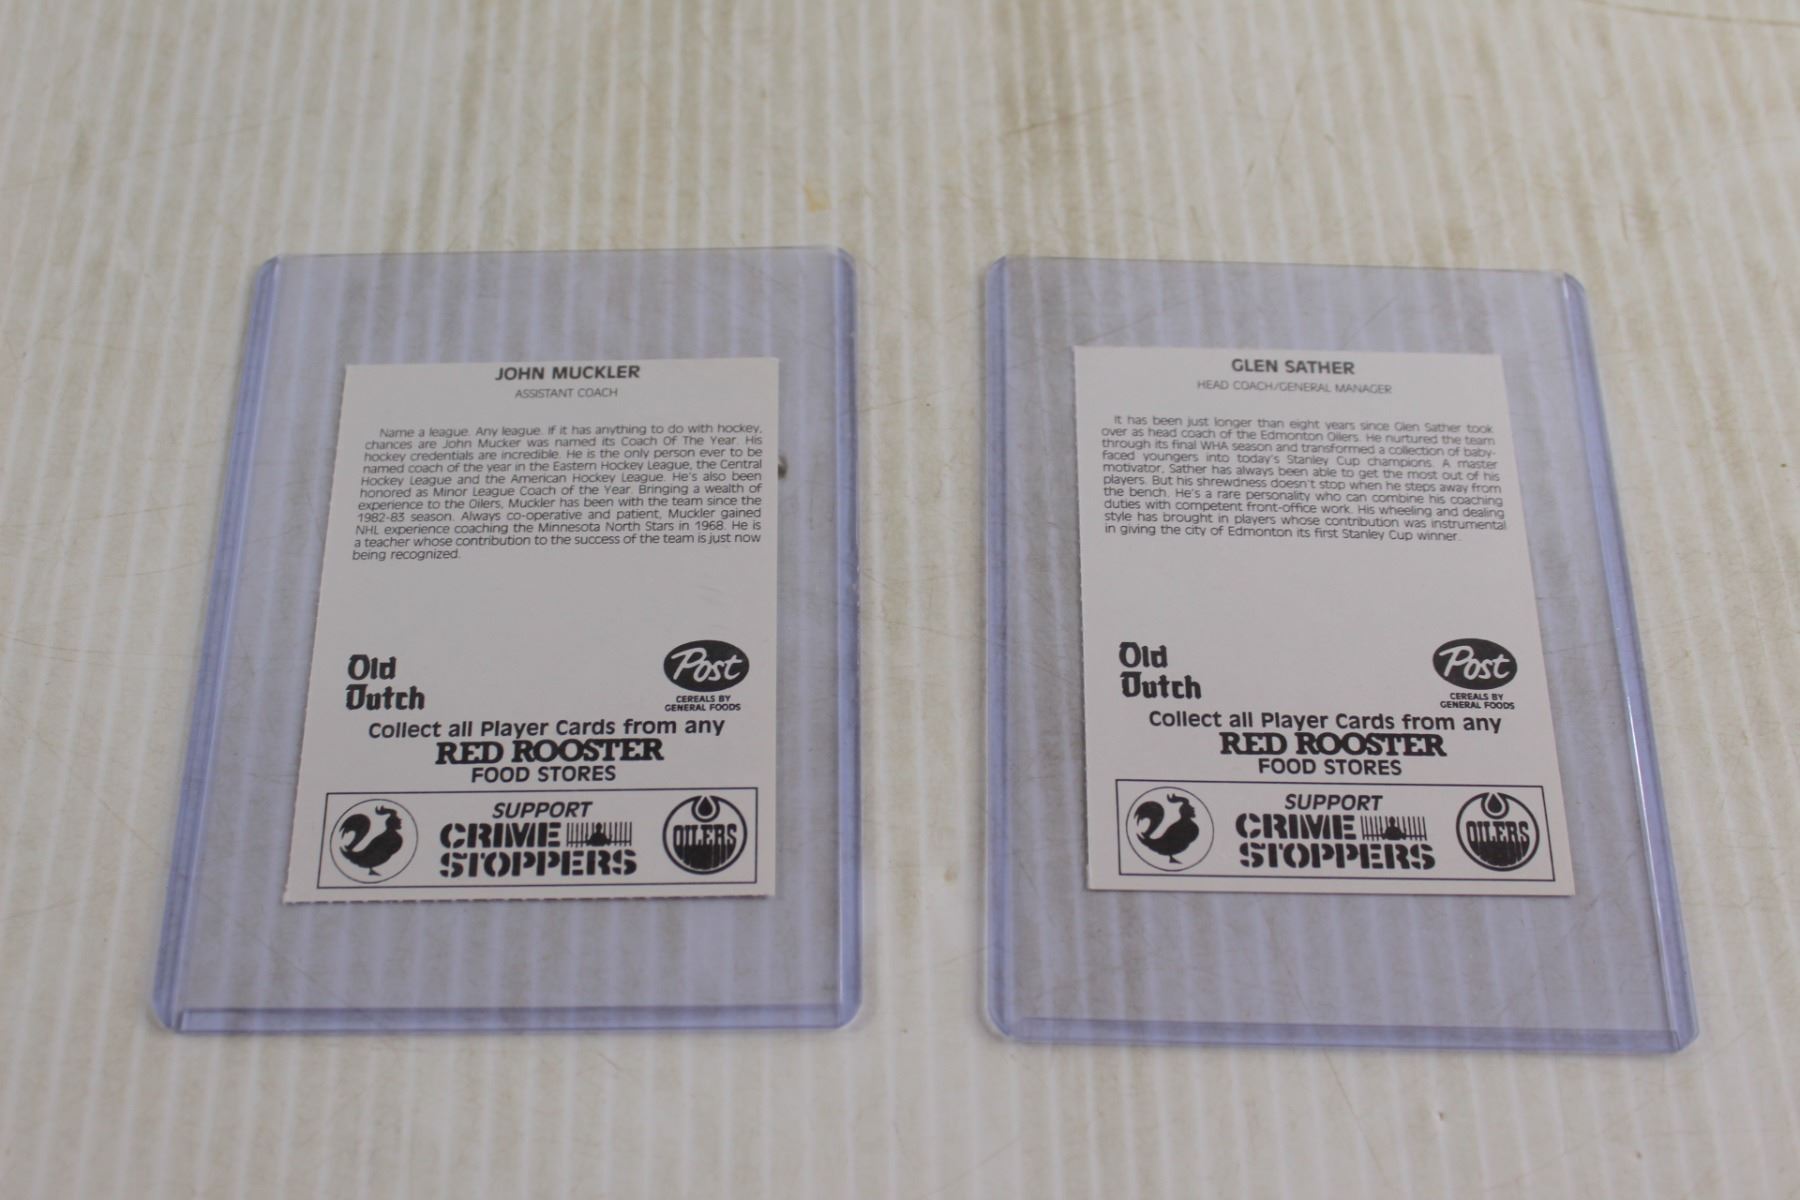 JOHN MUCKLER
ASSISTANT COACH
Name a league. Any league. If it has anything to do with hockey,
chances are John Mucker was named its Coach Of The Year. His
hockey credentials are incredible. He is the only person ever to be
named coach of the year in the Eastern Hockey League, the Central
Hockey League and the American Hockey League. He's also been
honored as Minor League Coach of the Year. Bringing a wealth of
experience to the Oilers, Muckler has been with the team since the
1982-83 season. Always co-operative and patient, Muckler gained
NHL experience coaching the Minnesota North Stars in 1968. He is
a teacher whose contribution to the success of the team is just now
being recognized.
Old
Dutch
Post
CEREALS BY
GENERAL FOODS
Collect all Player Cards from any
RED ROOSTER
FOOD STORES
SUPPORT
CRIME
STOPPERS
OILERS
GLEN SATHER
HEAD COACH/GENERAL MANAGER
It has been just longer than eight years since Glen Sather took
over as head coach of the Edmonton Oilers. He nurtured the team
through its final WHA season and transformed a collection of baby-
faced youngers into today's Stanley Cup champions. A master
motivator, Sather has always been able to get the most out of his
players. But his shrewdness doesn't stop when he steps away from
the bench. He's a rare personality who can combine his coaching
duties with competent front-office work. His wheeling and dealing
style has brought in players whose contribution was instrumental
in giving the city of Edmonton its first Stanley Cup winner.
Old
Dutch
Post
CEREALS BY
GENERAL FOODS
Collect all Player Cards from any
RED ROOSTER
FOOD STORES
SUPPORT
CRIME
STOPPERS
OILERS